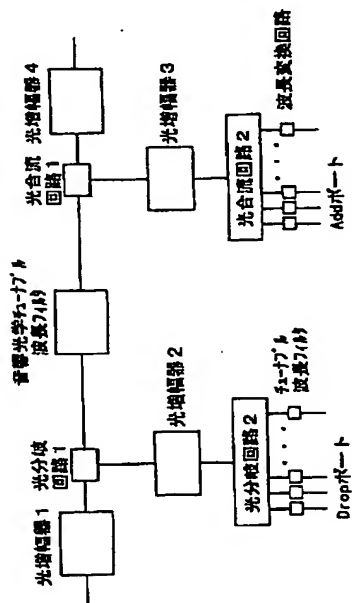 光増幅器1
光分岐
回路1
音響光学チューナブル
波長フィルタ
光合流
回路1
光増幅器4
光増幅器2
光増幅器3
光分岐回路2
チューナブル
波長フィルタ
Dropポート
光合流回路2
波長変換回路
Addポート